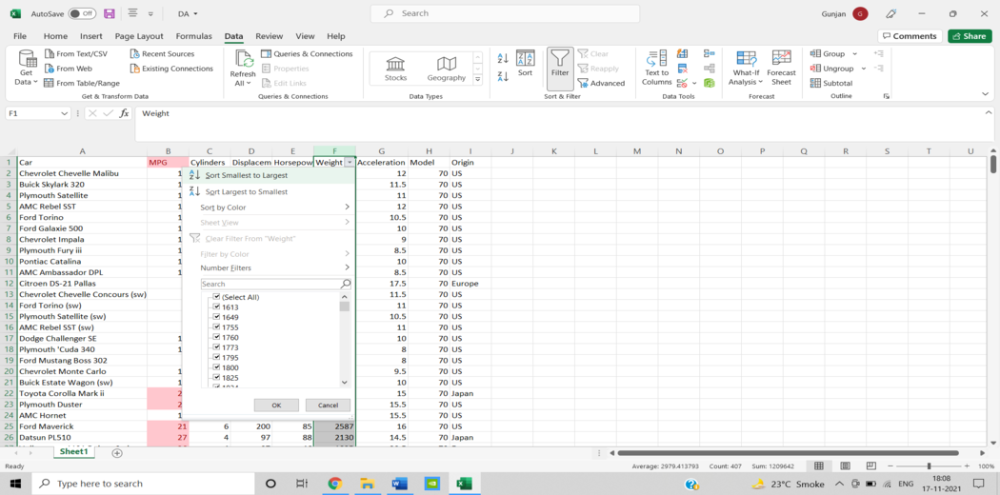 AutoSave Off DA Search Gunjan
File Home Insert Page Layout Formulas Data Review View Help Comments Share
Get Data
From Text/CSV
From Web
From Table/Range
Recent Sources
Existing Connections
Get & Transform Data
Refresh All
Queries & Connections
Properties
Edit Links
Queries & Connections
Stocks Geography
Data Types
Sort
Filter
Clear
Reapply
Advanced
Sort & Filter
Text to Columns
Data Tools
What-If Analysis
Forecast Sheet
Forecast
Group
Ungroup
Subtotal
Outline
F1 fx Weight
A B C D E F G H I J K L M N O P Q R S T U
1 Car MPG Cylinders Displacem Horsepow Weight Acceleration Model Origin
2 Chevrolet Chevelle Malibu 1 12 70 US
3 Buick Skylark 320 1 11.5 70 US
4 Plymouth Satellite 1 11 70 US
5 AMC Rebel SST 1 12 70 US
6 Ford Torino 1 10.5 70 US
7 Ford Galaxie 500 1 10 70 US
8 Chevrolet Impala 1 9 70 US
9 Plymouth Fury iii 1 8.5 70 US
10 Pontiac Catalina 1 10 70 US
11 AMC Ambassador DPL 1 8.5 70 US
12 Citroen DS-21 Pallas 17.5 70 Europe
13 Chevrolet Chevelle Concours (sw) 11.5 70 US
14 Ford Torino (sw) 11 70 US
15 Plymouth Satellite (sw) 10.5 70 US
16 AMC Rebel SST (sw) 11 70 US
17 Dodge Challenger SE 1 10 70 US
18 Plymouth 'Cuda 340 1 8 70 US
19 Ford Mustang Boss 302 8 70 US
20 Chevrolet Monte Carlo 1 9.5 70 US
21 Buick Estate Wagon (sw) 1 10 70 US
22 Toyota Corolla Mark ii 2 15 70 Japan
23 Plymouth Duster 2 15.5 70 US
24 AMC Hornet 1 15.5 70 US
25 Ford Maverick 21 6 200 85 2587 16 70 US
26 Datsun PL510 27 4 97 88 2130 14.5 70 Japan
Sort Smallest to Largest
Sort Largest to Smallest
Sort by Color
Sheet View
Clear Filter From "Weight"
Filter by Color
Number Filters
Search
(Select All)
1613
1649
1755
1760
1773
1795
1800
1825
OK Cancel
Sheet1
Ready Average: 2979.413793 Count: 407 Sum: 1209642 100%
Type here to search 23°C Smoke ENG 18:08
17-11-2021